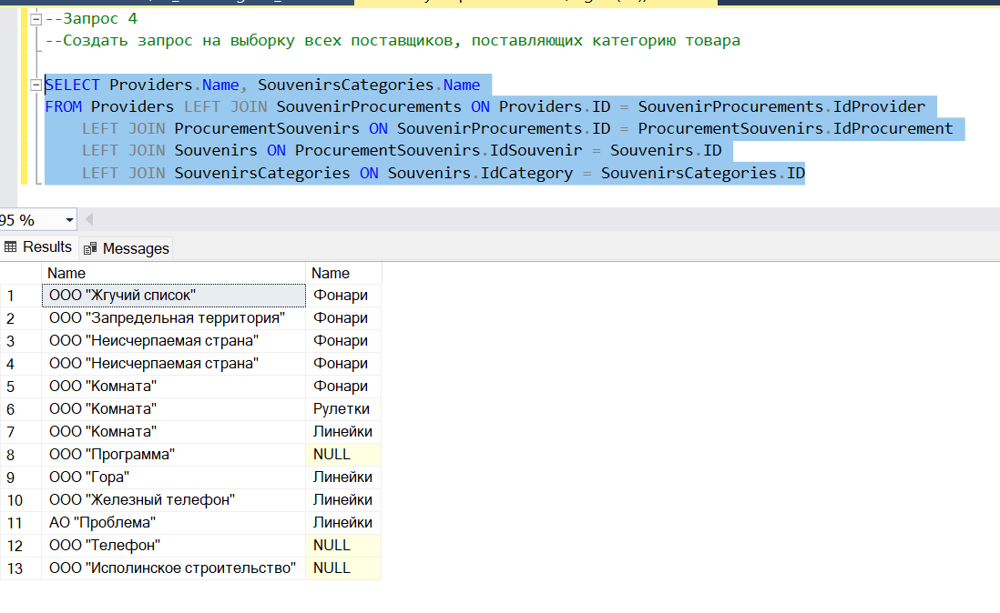 --Запрос 4
--Создать запрос на выборку всех поставщиков, поставляющих категорию товара
SELECT Providers.Name, SouvenirsCategories.Name
FROM Providers LEFT JOIN SouvenirProcurements ON Providers.ID = SouvenirProcurements.IdProvider
LEFT JOIN ProcurementSouvenirs ON SouvenirProcurements.ID = ProcurementSouvenirs.IdProcurement
LEFT JOIN Souvenirs ON ProcurementSouvenirs.IdSouvenir = Souvenirs.ID
LEFT JOIN SouvenirsCategories ON Souvenirs.IdCategory = SouvenirsCategories.ID
95 %
Results Messages
Name Name
1 ООО "Жгучий список" Фонари
2 ООО "Запредельная территория" Фонари
3 ООО "Неисчерпаемая страна" Фонари
4 ООО "Неисчерпаемая страна" Фонари
5 ООО "Комната" Фонари
6 ООО "Комната" Рулетки
7 ООО "Комната" Линейки
8 ООО "Программа" NULL
9 ООО "Гора" Линейки
10 ООО "Железный телефон" Линейки
11 АО "Проблема" Линейки
12 ООО "Телефон" NULL
13 ООО "Исполинское строительство" NULL